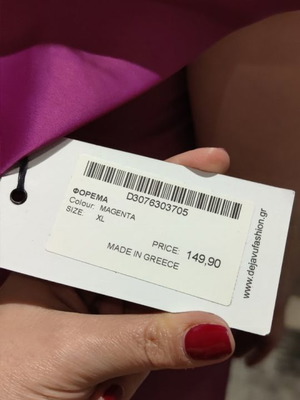 ΦΟΡΕΜΑ D3076303705
Colour: MAGENTA
SIZE: XL
PRICE: 149,90
MADE IN GREECE
www.dejavufashion.gr